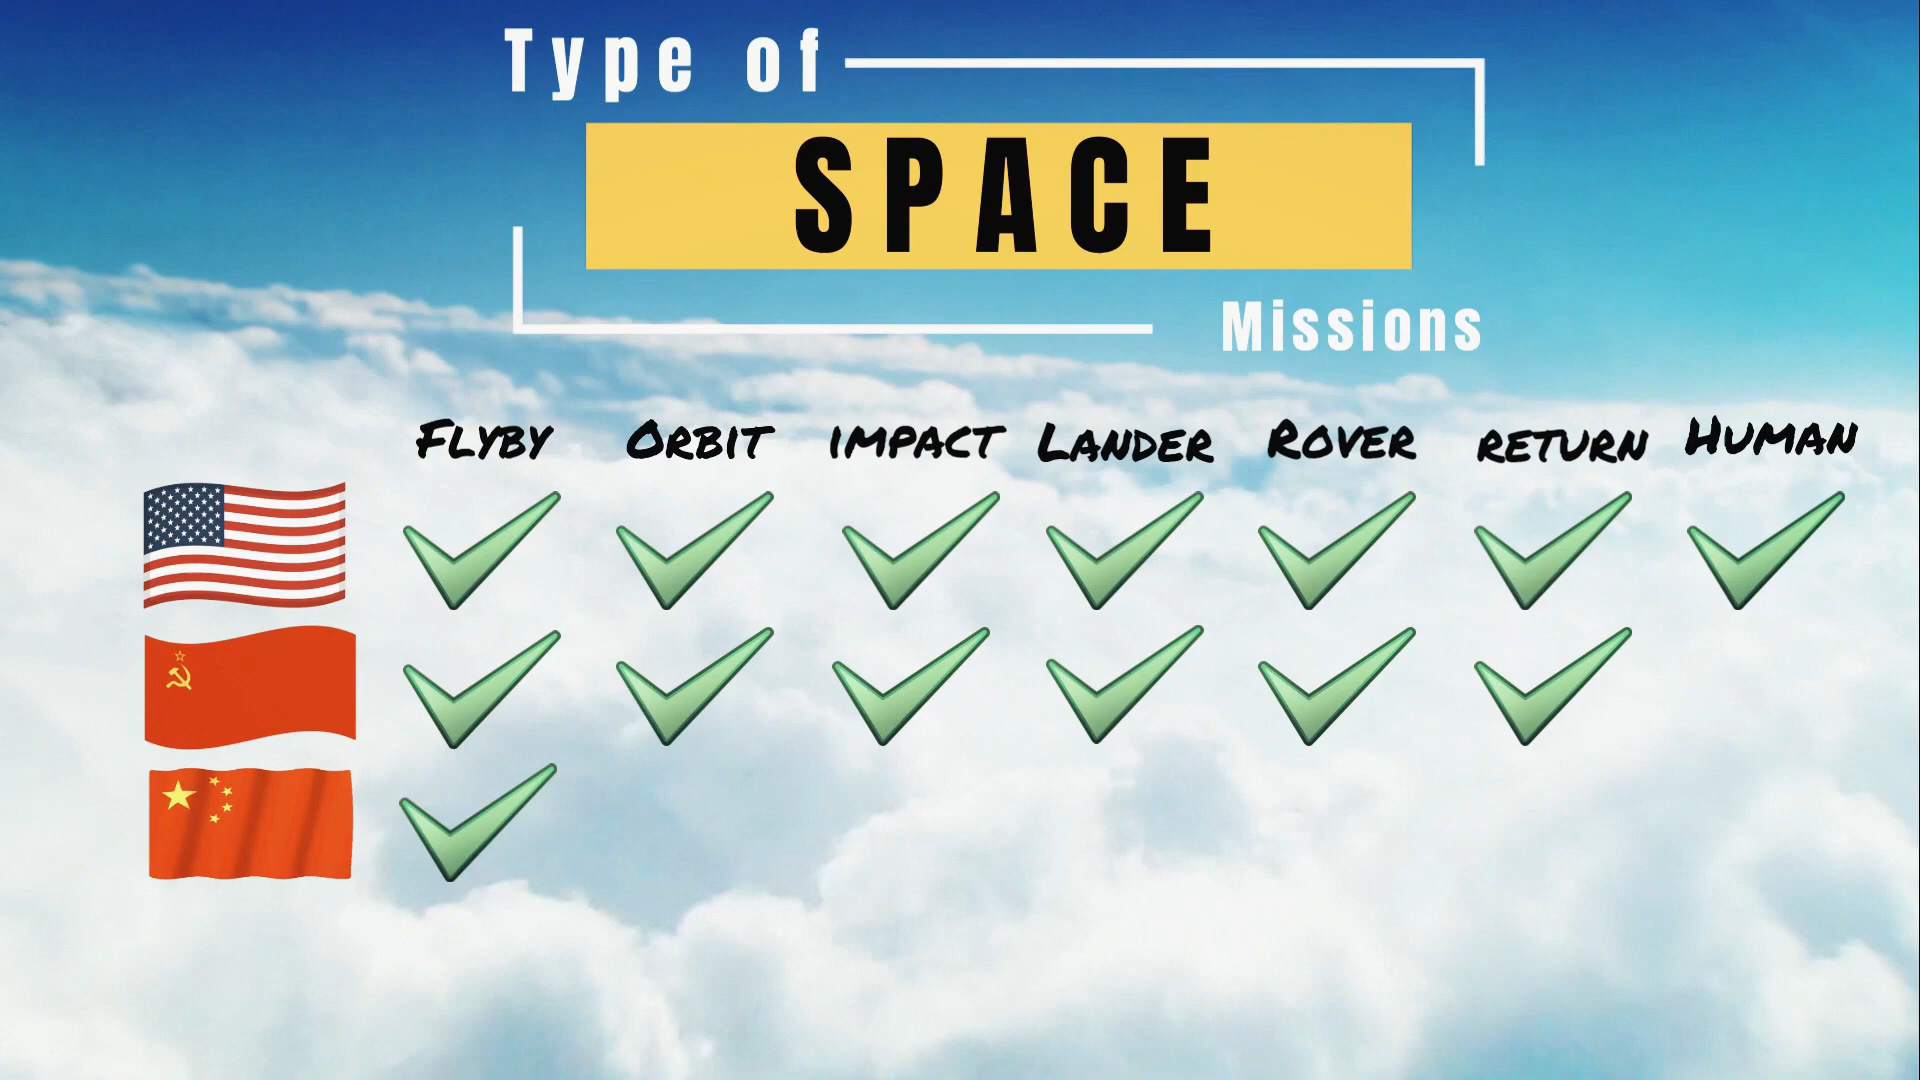 Type of
SPACE
Missions
FLYBY ORBIT IMPACT LANDER ROVER RETURN HUMAN